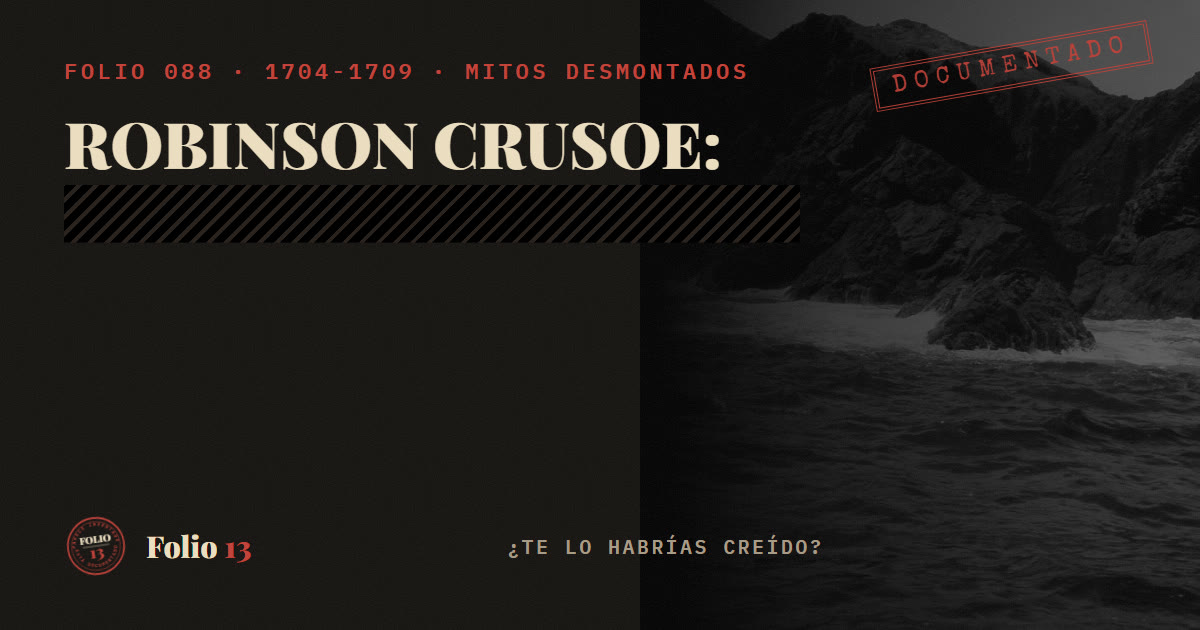 FOLIO 088 · 1704-1709 · MITOS DESMONTADOS
DOCUMENTADO
ROBINSON CRUSOE:
FOLIO
13
Folio 13
¿TE LO HABRÍAS CREÍDO?